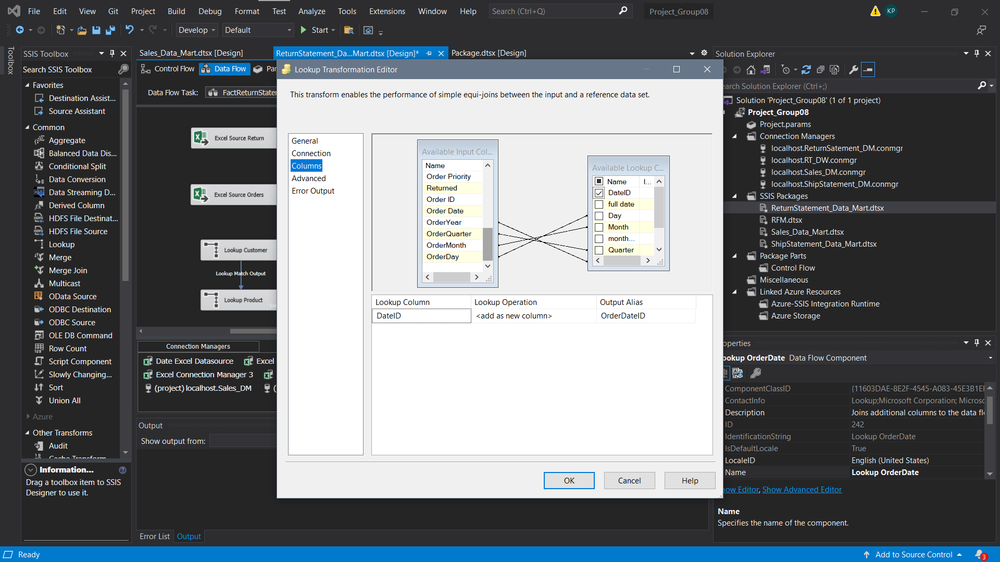 File Edit View Git Project Build Debug Format Test Analyze Tools Extensions Window Help Search (Ctrl+Q) Project_Group08 KP
Develop Default Start
Toolbox
SSIS Toolbox
Search SSIS Toolbox
Favorites
Destination Assist...
Source Assistant
Common
Aggregate
Balanced Data Dis...
Conditional Split
Data Conversion
Data Streaming D...
Derived Column
HDFS File Destinat...
HDFS File Source
Lookup
Merge
Merge Join
Multicast
OData Source
ODBC Destination
ODBC Source
OLE DB Command
Row Count
Script Component
Slowly Changing...
Sort
Union All
Azure
Other Transforms
Audit
Cache Transform
Information...
Drag a toolbox item to SSIS
Designer to use it.
Sales_Data_Mart.dtsx [Design] ReturnStatement_Da...Mart.dtsx [Design]* Package.dtsx [Design]
Control Flow Data Flow
Data Flow Task:
Excel Source Return
Excel Source Orders
Lookup Customer
Lookup Match Output
Lookup Product
Connection Managers
Date Excel Datasource Excel
Excel Connection Manager 3
(project) localhost.Sales_DM (
Output
Show output from:
Error List Output
Lookup Transformation Editor
This transform enables the performance of simple equi-joins between the input and a reference data set.
General
Connection
Columns
Advanced
Error Output
Available Input Col...
Name
Order Priority
Returned
Order ID
Order Date
OrderYear
OrderQuarter
OrderMonth
OrderDay
Available Lookup C...
Name I...
DateID
full date
Day
Month
month...
Quarter
Lookup Column Lookup Operation Output Alias
DateID <add as new column> OrderDateID
OK Cancel Help
Solution Explorer
Search Solution Explorer (Ctrl+;)
Solution 'Project_Group08' (1 of 1 project)
Project_Group08
Project.params
Connection Managers
localhost.ReturnSatement_DM.conmgr
localhost.RT_DW.conmgr
localhost.Sales_DM.conmgr
localhost.ShipStatement_DM.conmgr
SSIS Packages
ReturnStatement_Data_Mart.dtsx
RFM.dtsx
Sales_Data_Mart.dtsx
ShipStatement_Data_Mart.dtsx
Package Parts
Control Flow
Miscellaneous
Linked Azure Resources
Azure-SSIS Integration Runtime
Azure Storage
Properties
Lookup OrderDate Data Flow Component
ComponentClassID
ContactInfo Lookup;Microsoft Corporation;
Description Joins additional columns to the data
ID 242
IdentificationString Lookup OrderDate
IsDefaultLocale True
LocaleID English (United States)
Name Lookup OrderDate
Show Editor, Show Advanced Editor
Name
Specifies the name of the component.
Ready Add to Source Control 3